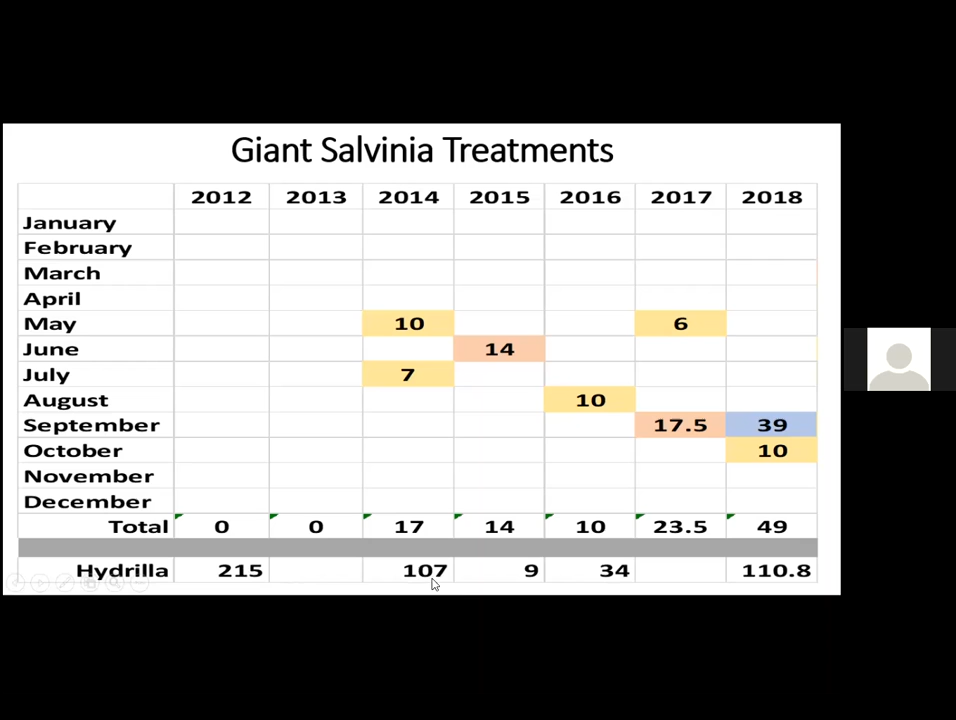 Giant Salvinia Treatments
2012 2013 2014 2015 2016 2017 2018
January
February
March
April
May 10 6
June 14
July 7
August 10
September 17.5 39
October 10
November
December
Total 0 0 17 14 10 23.5 49
Hydrilla 215 107 9 34 110.8